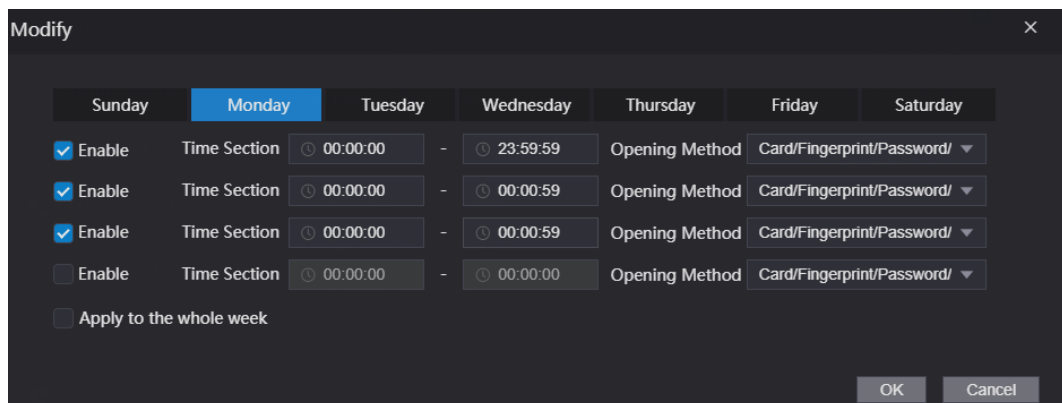 Modify
Sunday Monday Tuesday Wednesday Thursday Friday Saturday
Enable Time Section 00:00:00 - 23:59:59 Opening Method Card/Fingerprint/Password/
Enable Time Section 00:00:00 - 00:00:59 Opening Method Card/Fingerprint/Password/
Enable Time Section 00:00:00 - 00:00:59 Opening Method Card/Fingerprint/Password/
Enable Time Section 00:00:00 - 00:00:00 Opening Method Card/Fingerprint/Password/
Apply to the whole week
OK Cancel